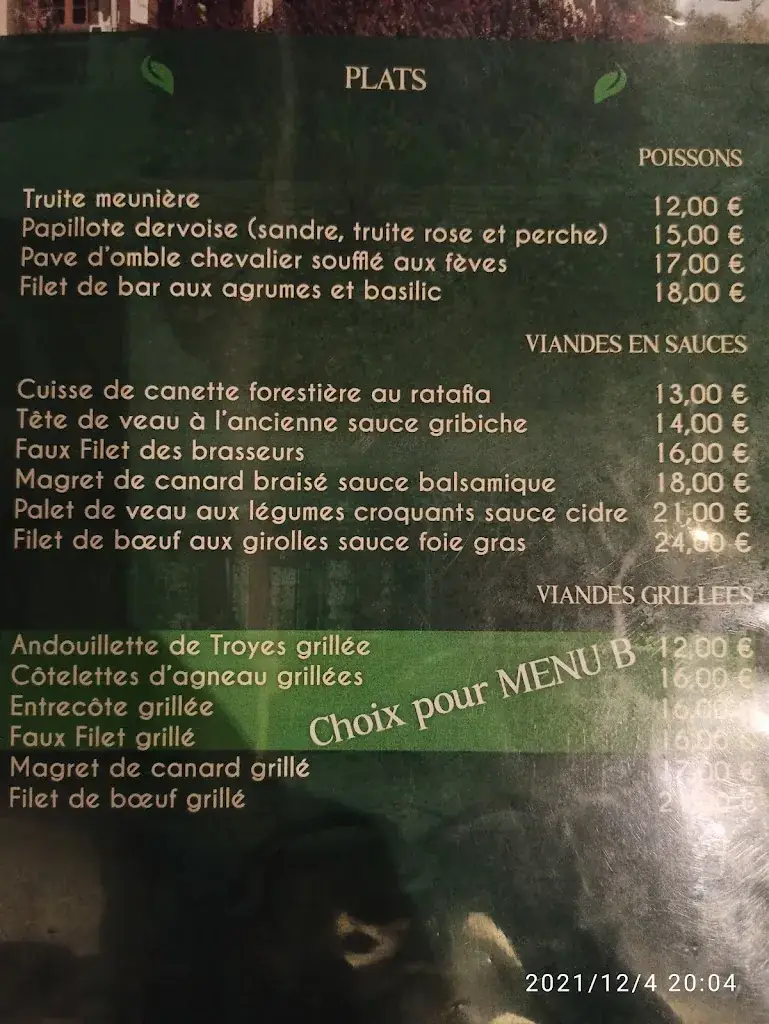 PLATS
POISSONS
Truite meunière 12,00 €
Papillote dervoise (sandre, truite rose et perche) 15,00 €
Pave d'omble chevalier soufflé aux fèves 17,00 €
Filet de bar aux agrumes et basilic 18,00 €
VIANDES EN SAUCES
Cuisse de canette forestière au ratafia 13,00 €
Tête de veau à l'ancienne sauce gribiche 14,00 €
Faux Filet des brasseurs 16,00 €
Magret de canard braisé sauce balsamique 18,00 €
Palet de veau aux légumes croquants sauce cidre 21,00 €
Filet de bœuf aux girolles sauce foie gras 24,00 €
VIANDES GRILLEES
Andouillette de Troyes grillée 12,00 €
Côtelettes d'agneau grillées 16,00 €
Entrecôte grillée 16,00 €
Faux Filet grillé 16,00 €
Choix pour MENU B
Magret de canard grillé
Filet de bœuf grillé
2021/12/4 20:04